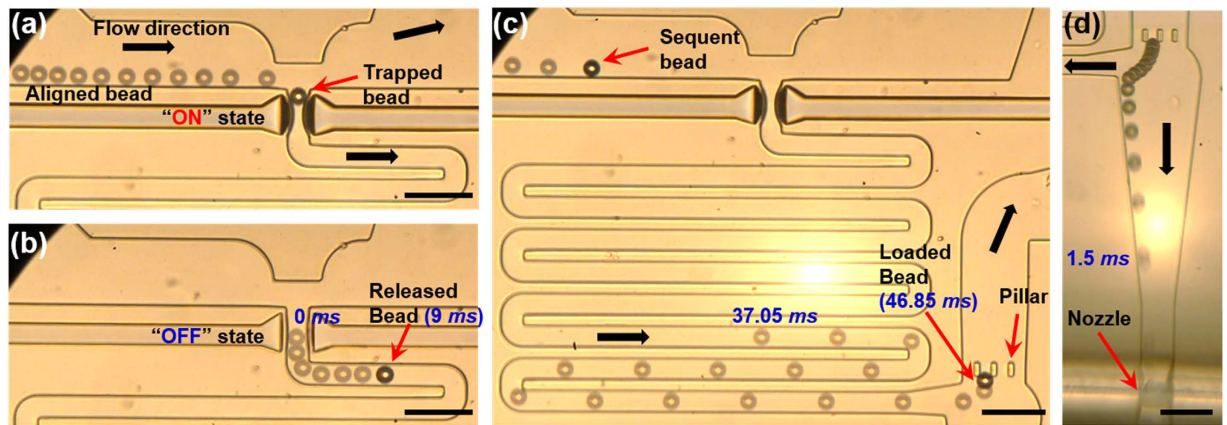 (a)
Flow direction
Trapped
bead
Aligned bead
“ON” state
(b)
0 ms
Released
Bead (9 ms)
“OFF” state
(c)
Sequent
bead
Loaded
Bead
(46.85 ms)
37.05 ms
Pillar
(d)
1.5 ms
Nozzle